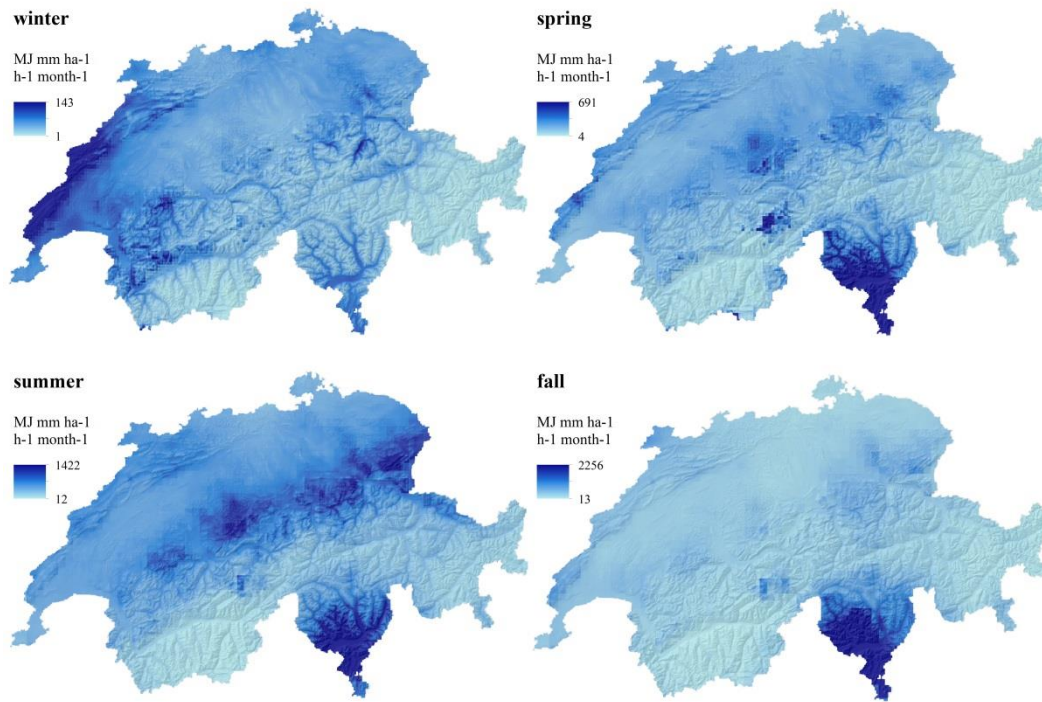 winter
MJ mm ha-1
h-1 month-1
143
1
spring
MJ mm ha-1
h-1 month-1
691
4
summer
MJ mm ha-1
h-1 month-1
1422
12
fall
MJ mm ha-1
h-1 month-1
2256
13